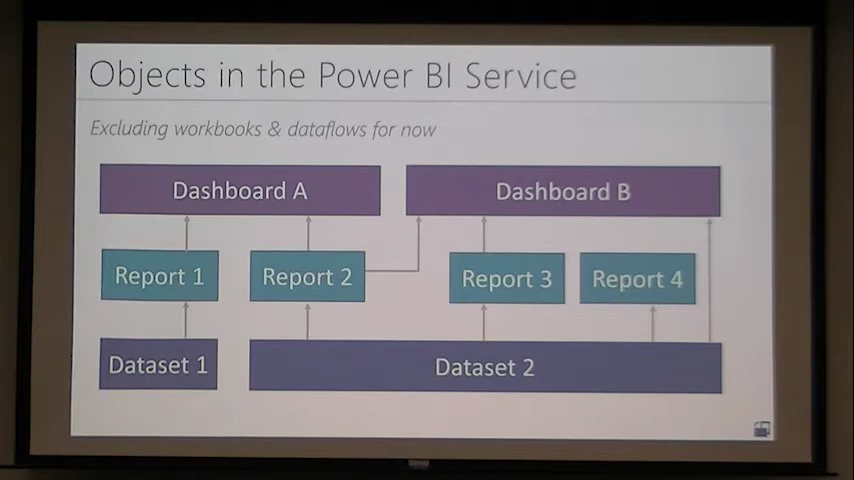 Objects in the Power BI Service
Excluding workbooks & dataflows for now
Dashboard A
Dashboard B
Report 1
Report 2
Report 3
Report 4
Dataset 1
Dataset 2